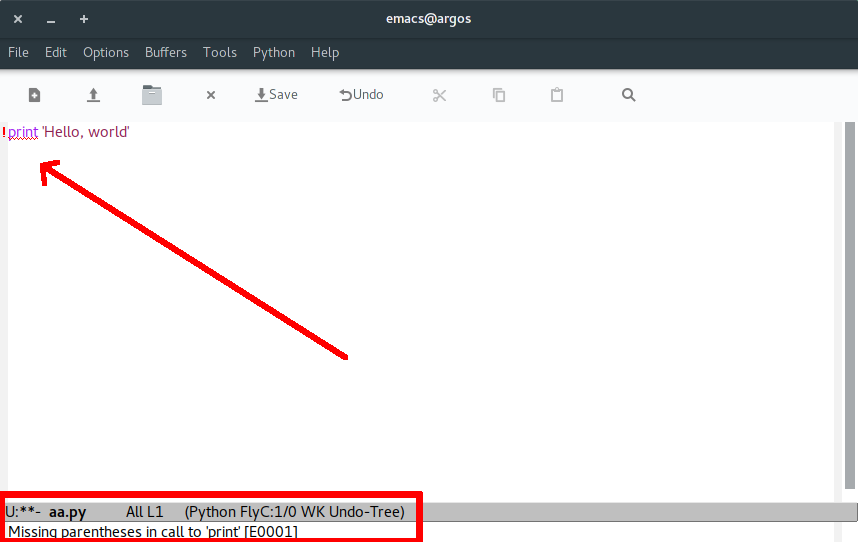 emacs@argos
File Edit Options Buffers Tools Python Help
Save Undo
!print 'Hello, world'
U:**- aa.py All L1 (Python FlyC:1/0 WK Undo-Tree)
Missing parentheses in call to 'print' [E0001]